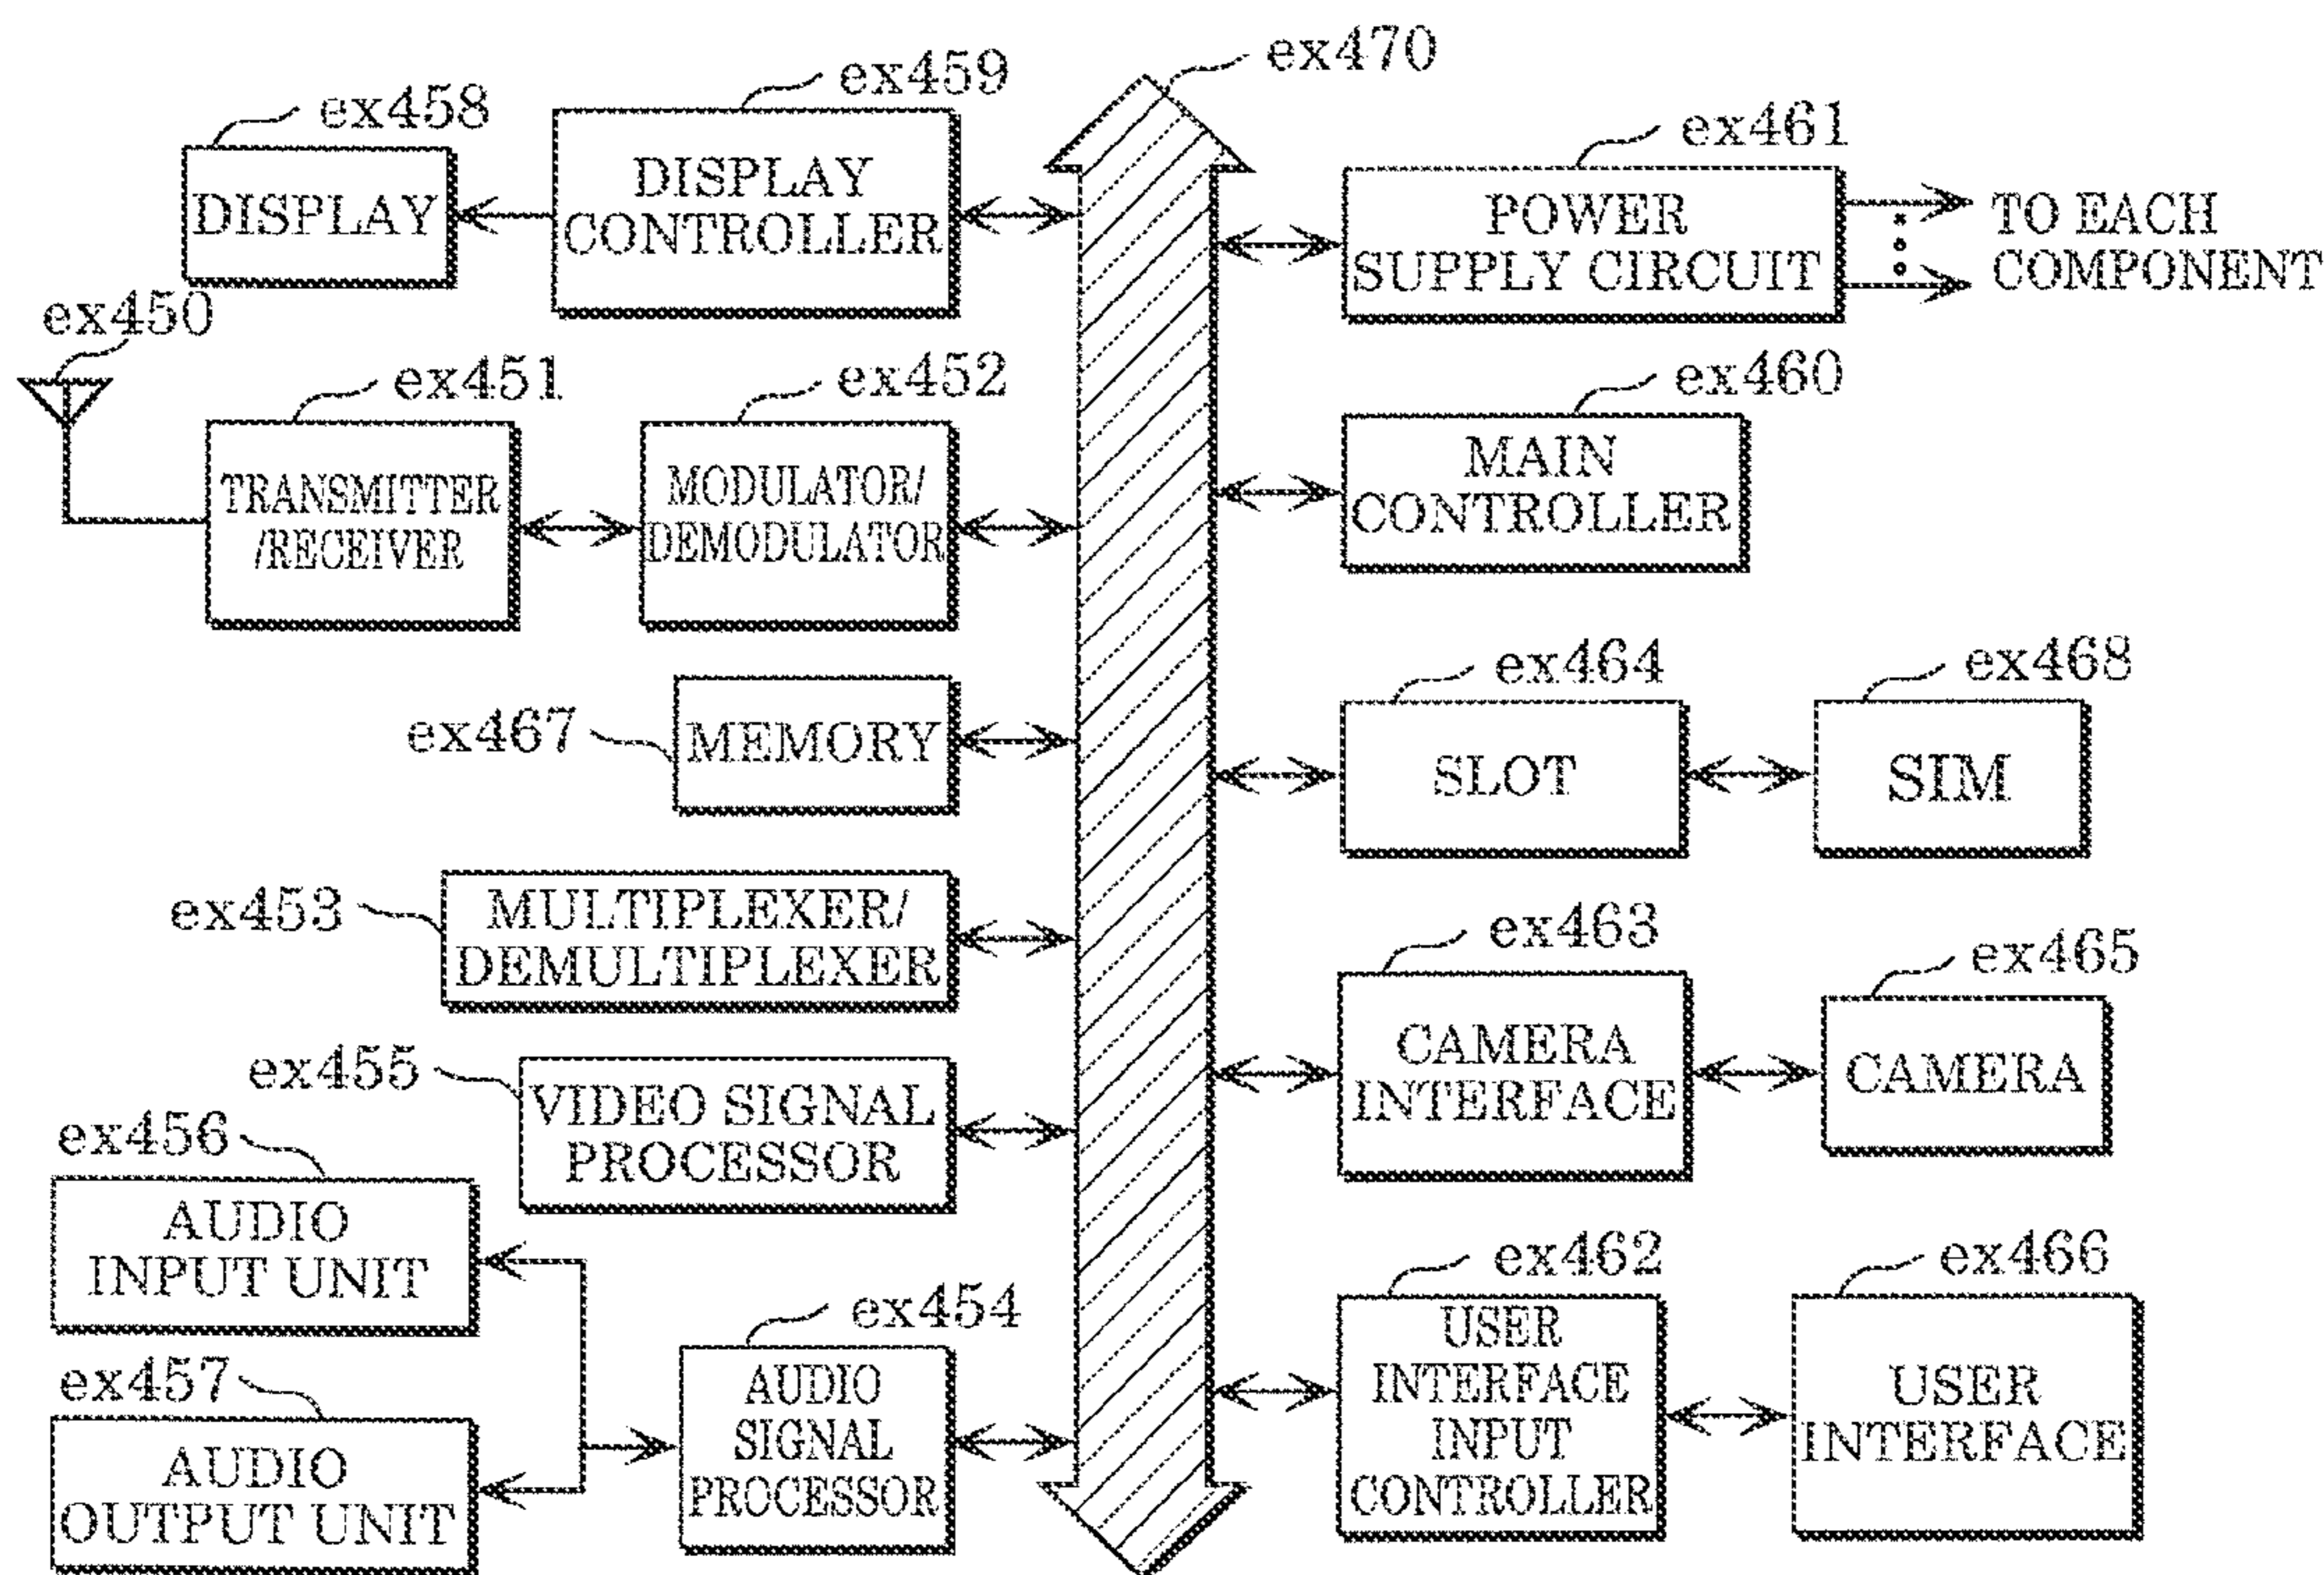 ex470
ex459
ex458
DISPLAY
DISPLAY
CONTROLLER
ex461
POWER
SUPPLY CIRCUIT
TO EACH
COMPONENT
ex450
ex451
TRANSMITTER
/RECEIVER
ex452
MODULATOR/
DEMODULATOR
ex460
MAIN
CONTROLLER
ex467
MEMORY
ex464
SLOT
ex468
SIM
ex453
MULTIPLEXER/
DEMULTIPLEXER
ex463
CAMERA
INTERFACE
ex465
CAMERA
ex455
VIDEO SIGNAL
PROCESSOR
ex456
AUDIO
INPUT UNIT
ex457
AUDIO
OUTPUT UNIT
ex454
AUDIO
SIGNAL
PROCESSOR
ex462
USER
INTERFACE
INPUT
CONTROLLER
ex466
USER
INTERFACE